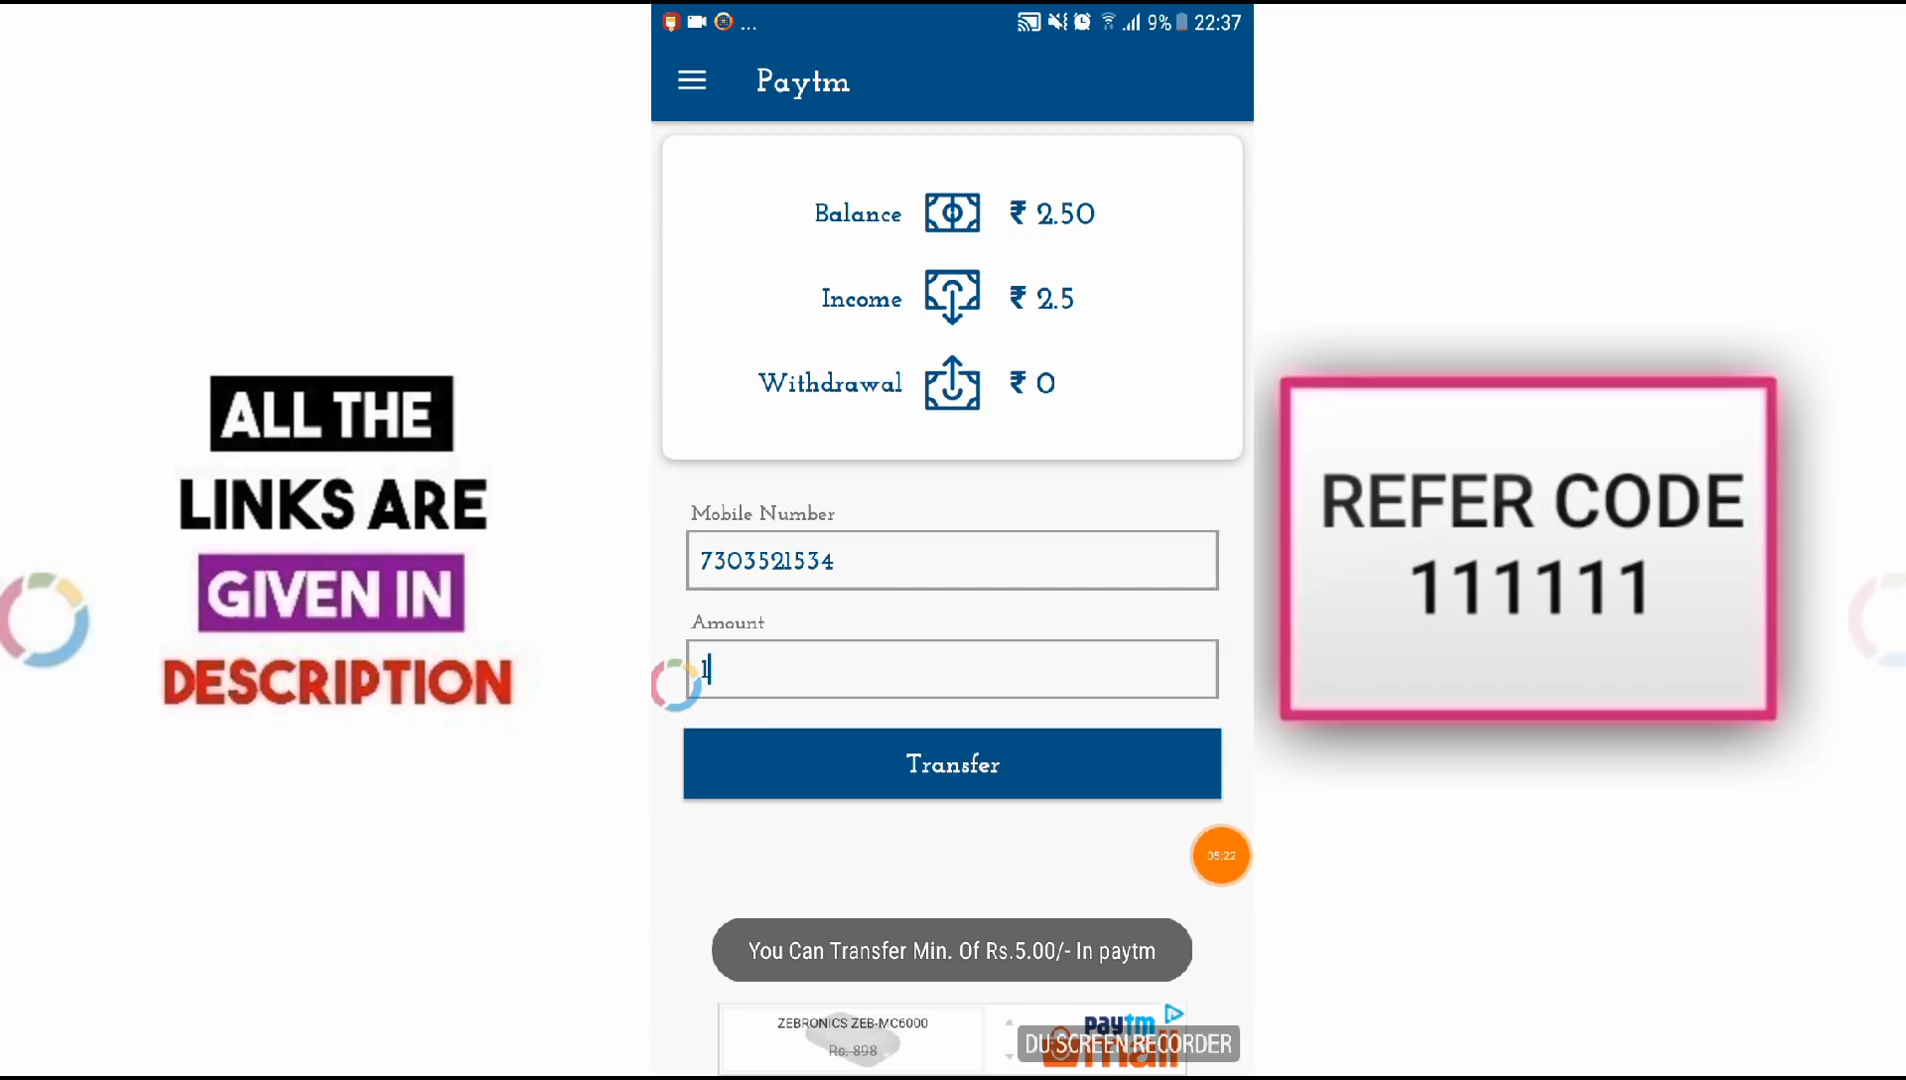 ... 9% 22:37
Paytm
Balance ₹ 2.50
Income ₹ 2.5
Withdrawal ₹ 0
Mobile Number
7303521534
Amount
1
Transfer
05:22
You Can Transfer Min. Of Rs.5.00/- In paytm
ZEBRONICS ZEB-MC6000
Rs. 898
paytm
mall
DU SCREEN RECORDER
ALL THE
LINKS ARE
GIVEN IN
DESCRIPTION
REFER CODE
111111